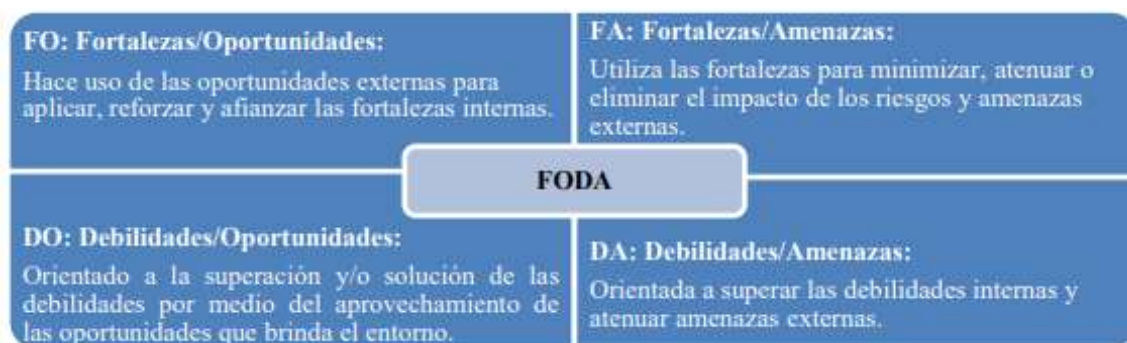 FO: Fortalezas/Oportunidades:
Hace uso de las oportunidades externas para
aplicar, reforzar y afianzar las fortalezas internas.
FA: Fortalezas/Amenazas:
Utiliza las fortalezas para minimizar, atenuar o
eliminar el impacto de los riesgos y amenazas
externas.
FODA
DO: Debilidades/Oportunidades:
Orientado a la superación y/o solución de las
debilidades por medio del aprovechamiento de
las oportunidades que brinda el entorno.
DA: Debilidades/Amenazas:
Orientada a superar las debilidades internas y
atenuar amenazas externas.